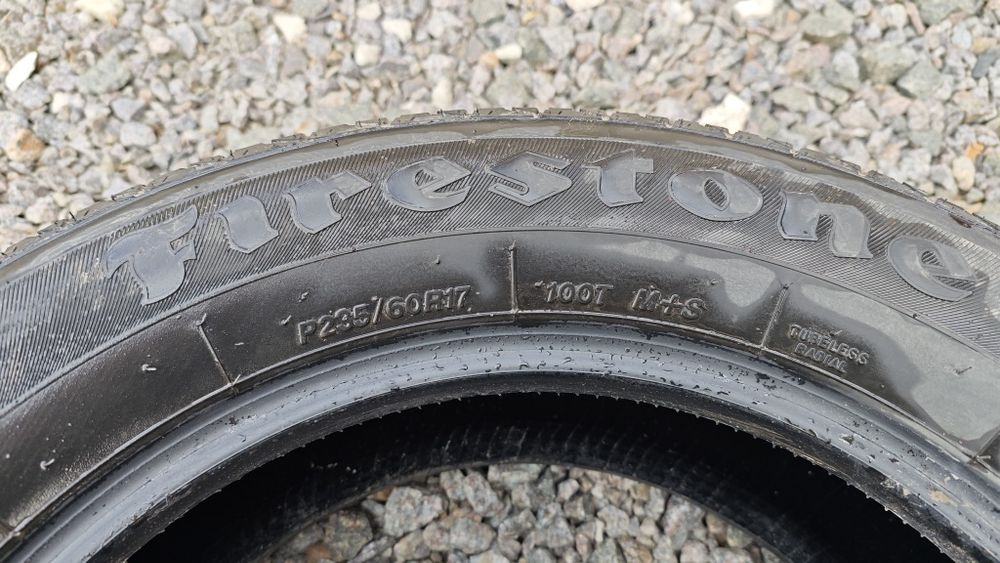 Firestone
P235/60R17 100T M+S
TUBELESS
RADIAL